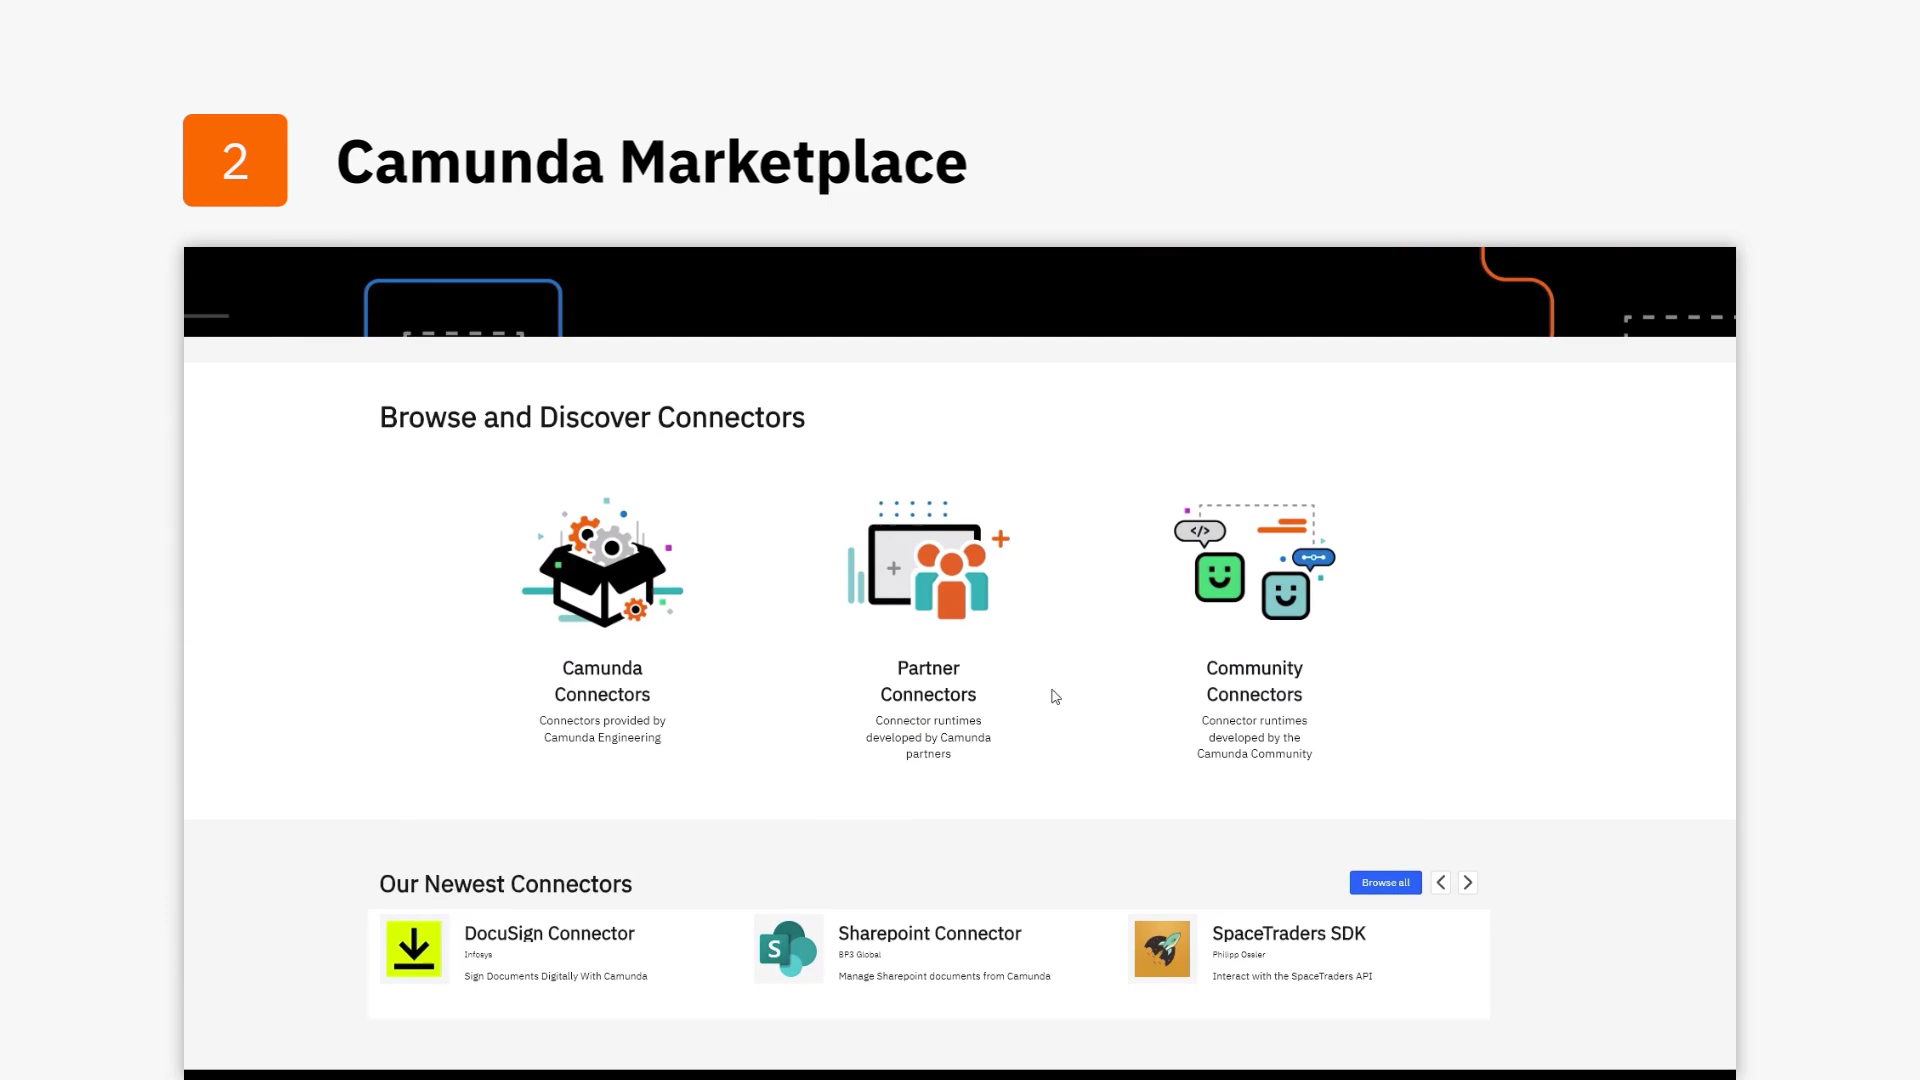 2
Camunda Marketplace
Browse and Discover Connectors
</>
Camunda
Connectors
Connectors provided by
Camunda Engineering
Partner
Connectors
Connector runtimes
developed by Camunda
partners
Community
Connectors
Connector runtimes
developed by the
Camunda Community
Our Newest Connectors
Browse all
DocuSign Connector
Infosys
Sign Documents Digitally With Camunda
S
Sharepoint Connector
BP3 Global
Manage Sharepoint documents from Camunda
SpaceTraders SDK
Philipp Ossler
Interact with the SpaceTraders API